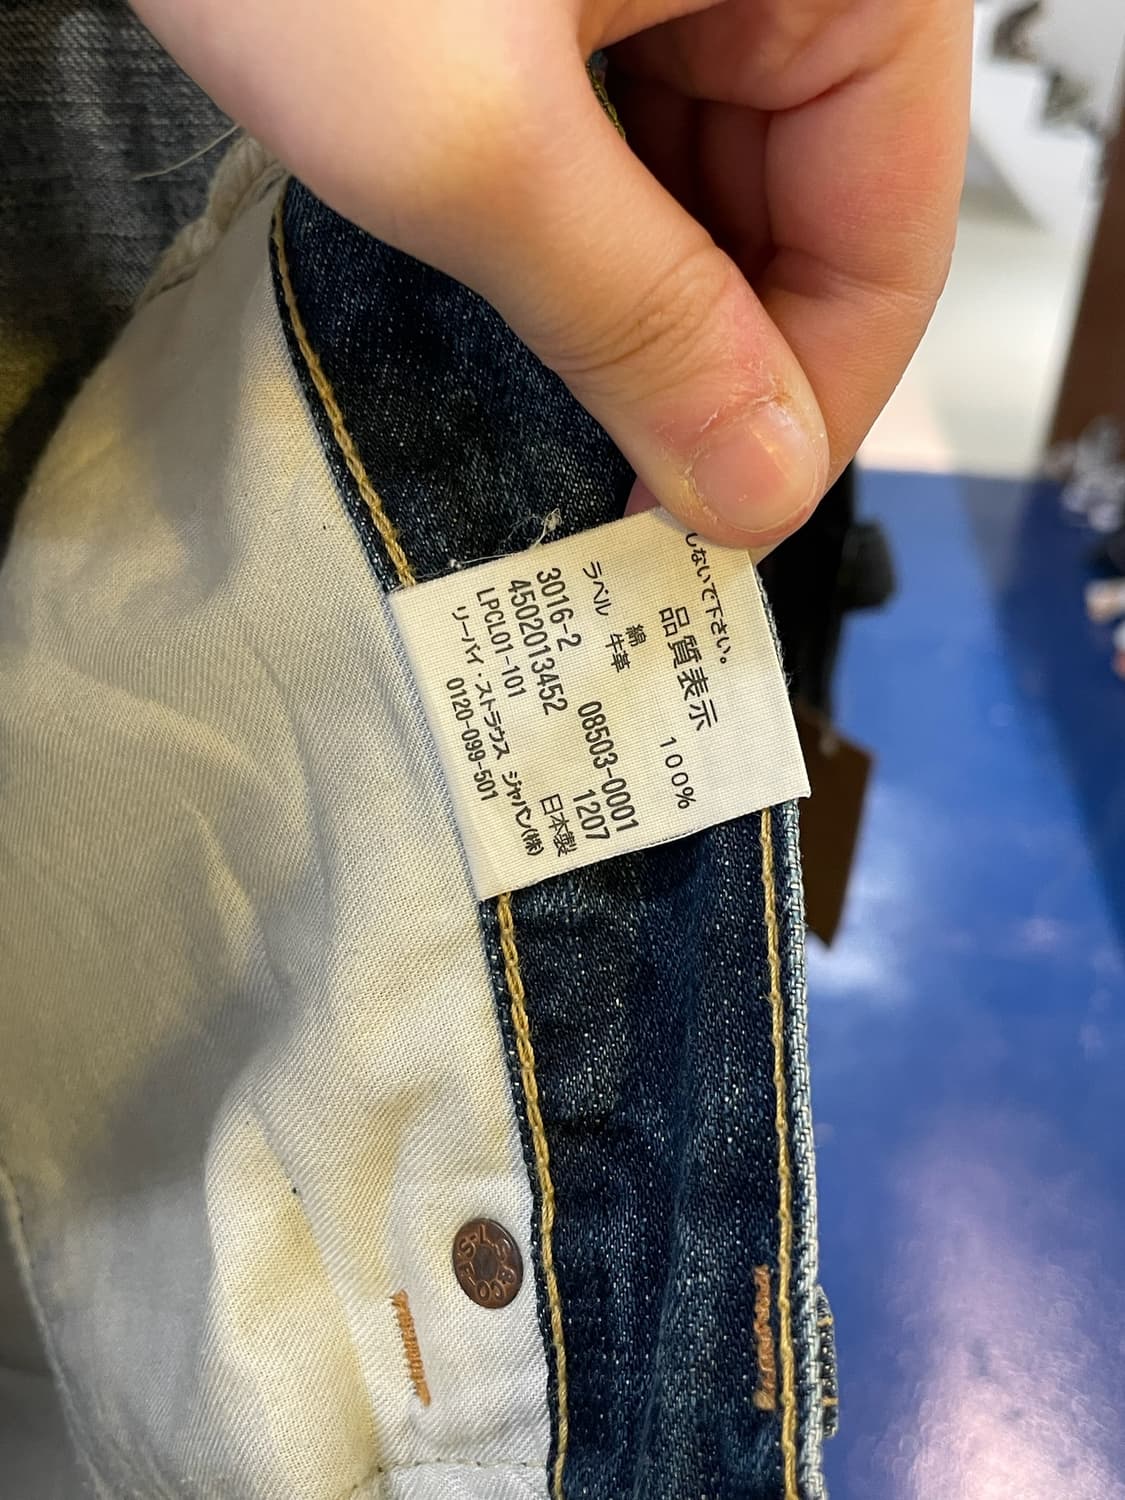 しないで下さい。
品質表示
綿 100%
ラベル 牛革
08503-0001
3016-2 1207
4502013452 日本製
LPCL01-101
リーバイ・ストラウス ジャパン(株)
0120-099-501